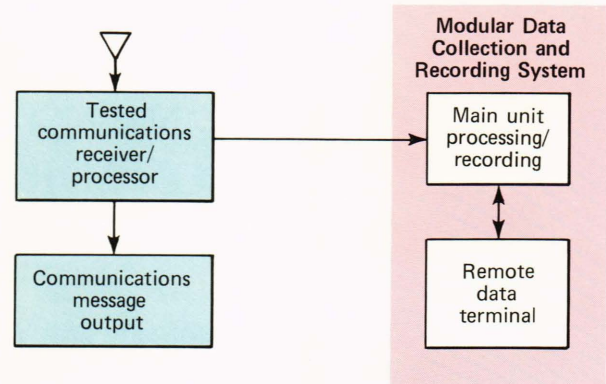 Modular Data
Collection and
Recording System
Tested
communications
receiver/
processor
Main unit
processing/
recording
Communications
message
output
Remote
data
terminal